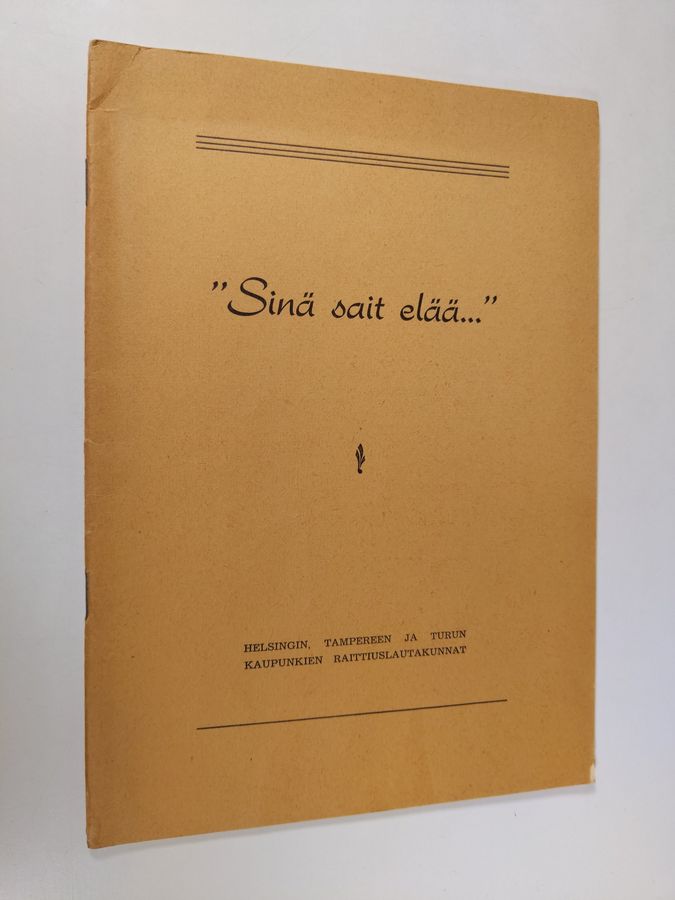 "Sinä sait elää..."
HELSINGIN, TAMPEREEN JA TURUN
KAUPUNKIEN RAITTIUSLAUTAKUNNAT